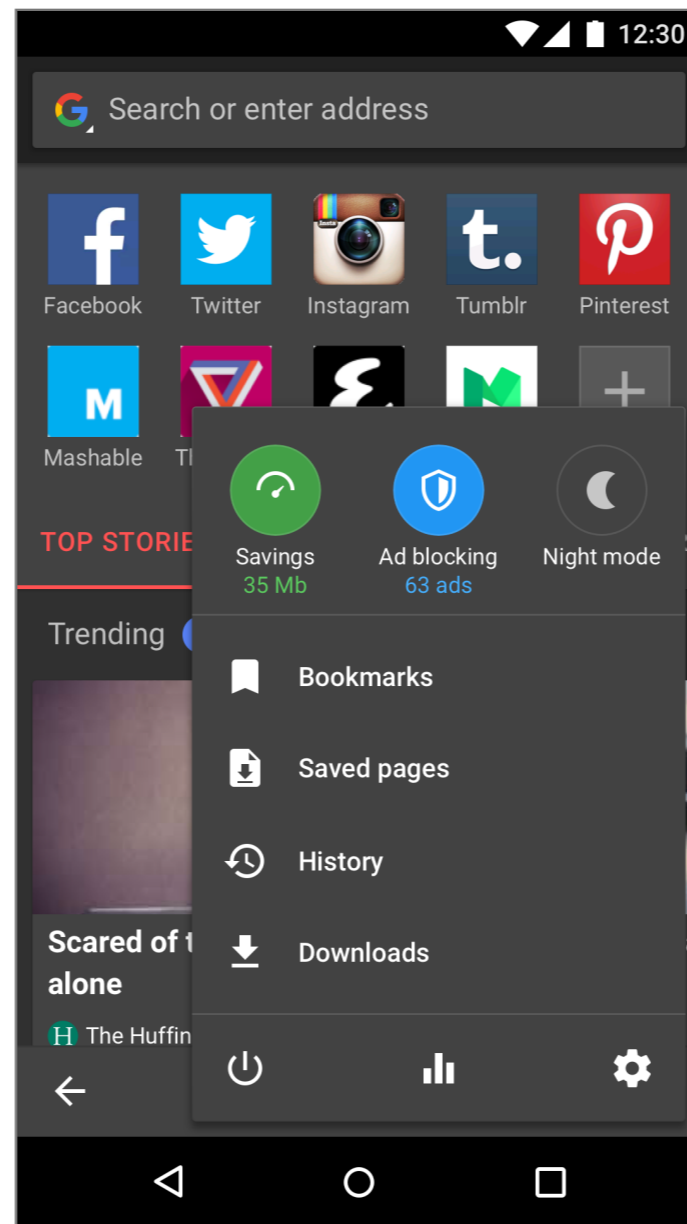 12:30
Search or enter address
Facebook Twitter Instagram Tumblr Pinterest
Mashable
TOP STORIE
Savings Ad blocking Night mode
35 Mb 63 ads
Trending
Bookmarks
Saved pages
History
Downloads
Scared of t
alone
H The Huffin